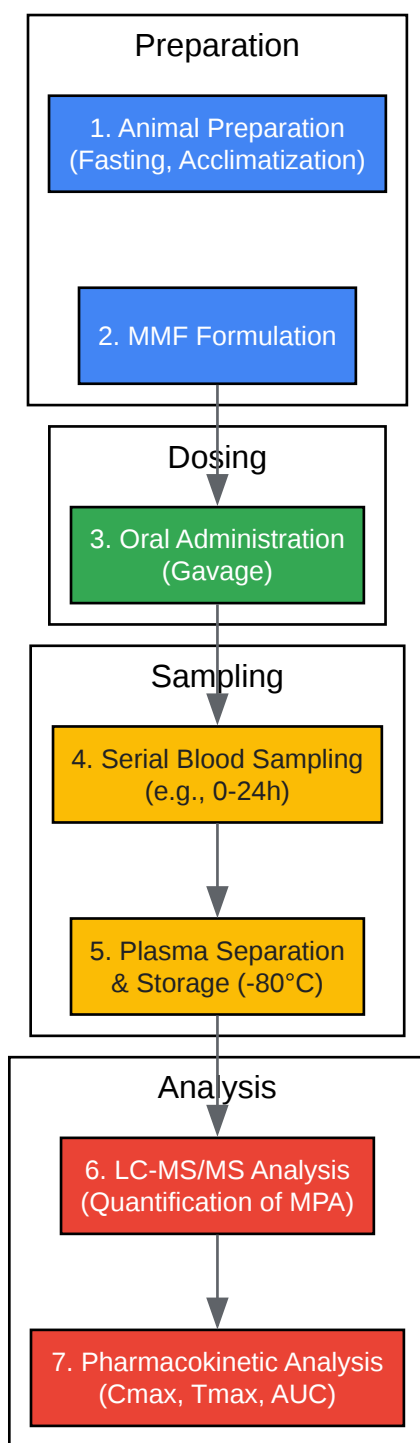 Preparation
1. Animal Preparation
(Fasting, Acclimatization)
2. MMF Formulation
Dosing
3. Oral Administration
(Gavage)
Sampling
4. Serial Blood Sampling
(e.g., 0-24h)
5. Plasma Separation
& Storage (-80°C)
Analysis
6. LC-MS/MS Analysis
(Quantification of MPA)
7. Pharmacokinetic Analysis
(Cmax, Tmax, AUC)